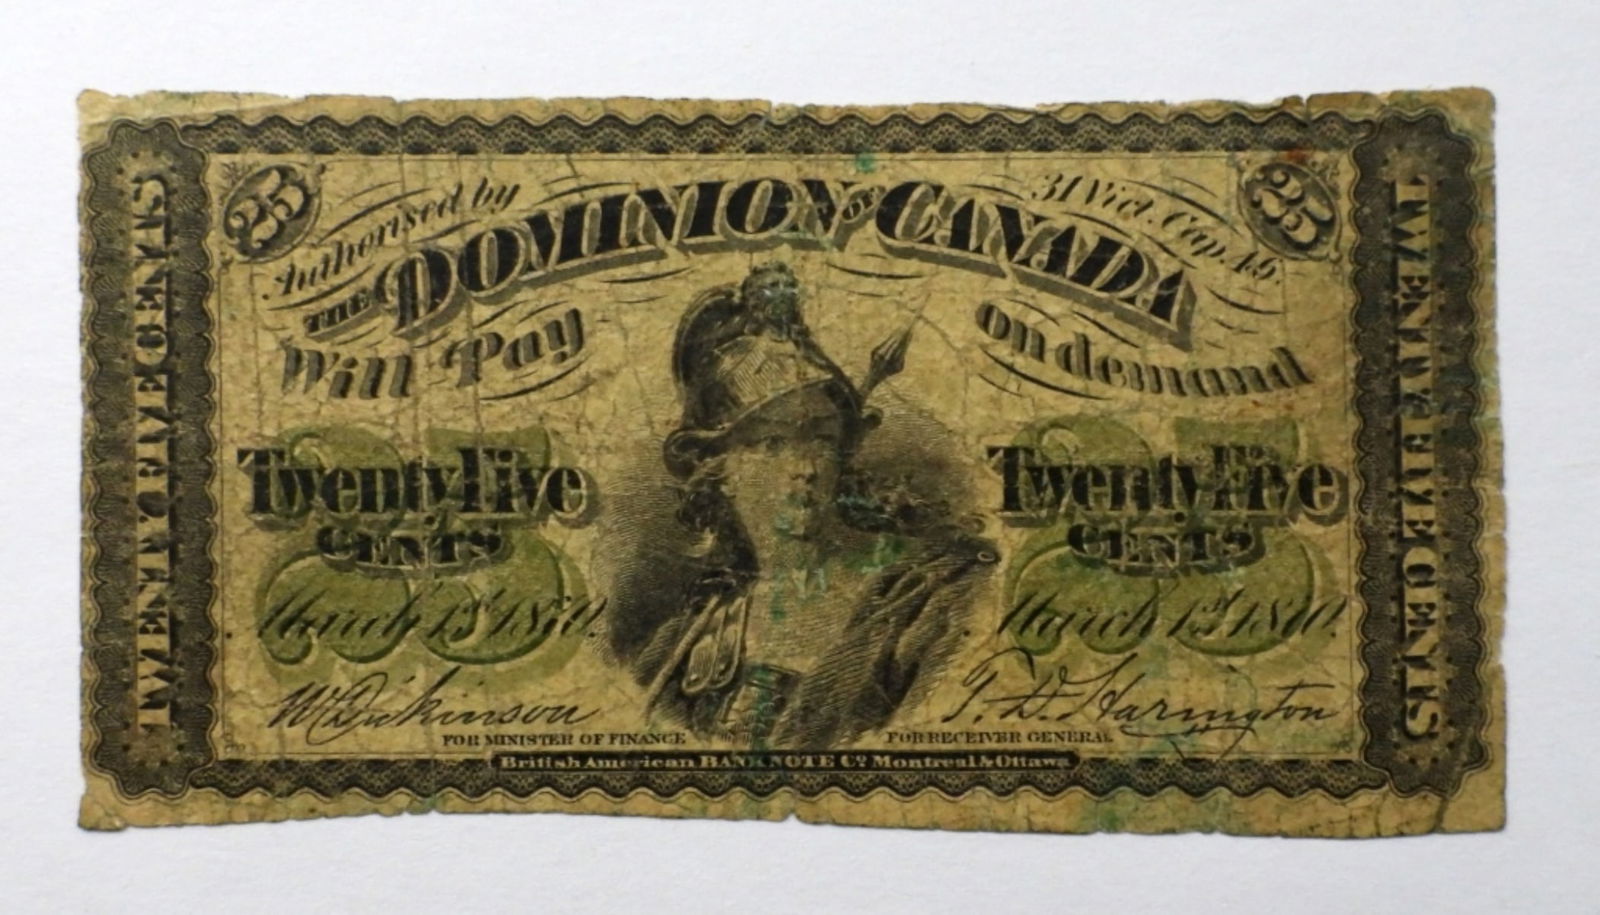 25
25
Authorised by
31 Vict. Cap. 46.
THE DOMINION OF CANADA
Will Pay
on demand
Twenty Five
CENTS
25
March 1st 1870.
Twenty Five
CENTS
25
March 1st 1870.
W Dickinson
FOR MINISTER OF FINANCE
T. D. Harington
FOR RECEIVER GENERAL
British American BANK NOTE Co. Montreal & Ottawa
TWENTY FIVE CENTS
TWENTY FIVE CENTS